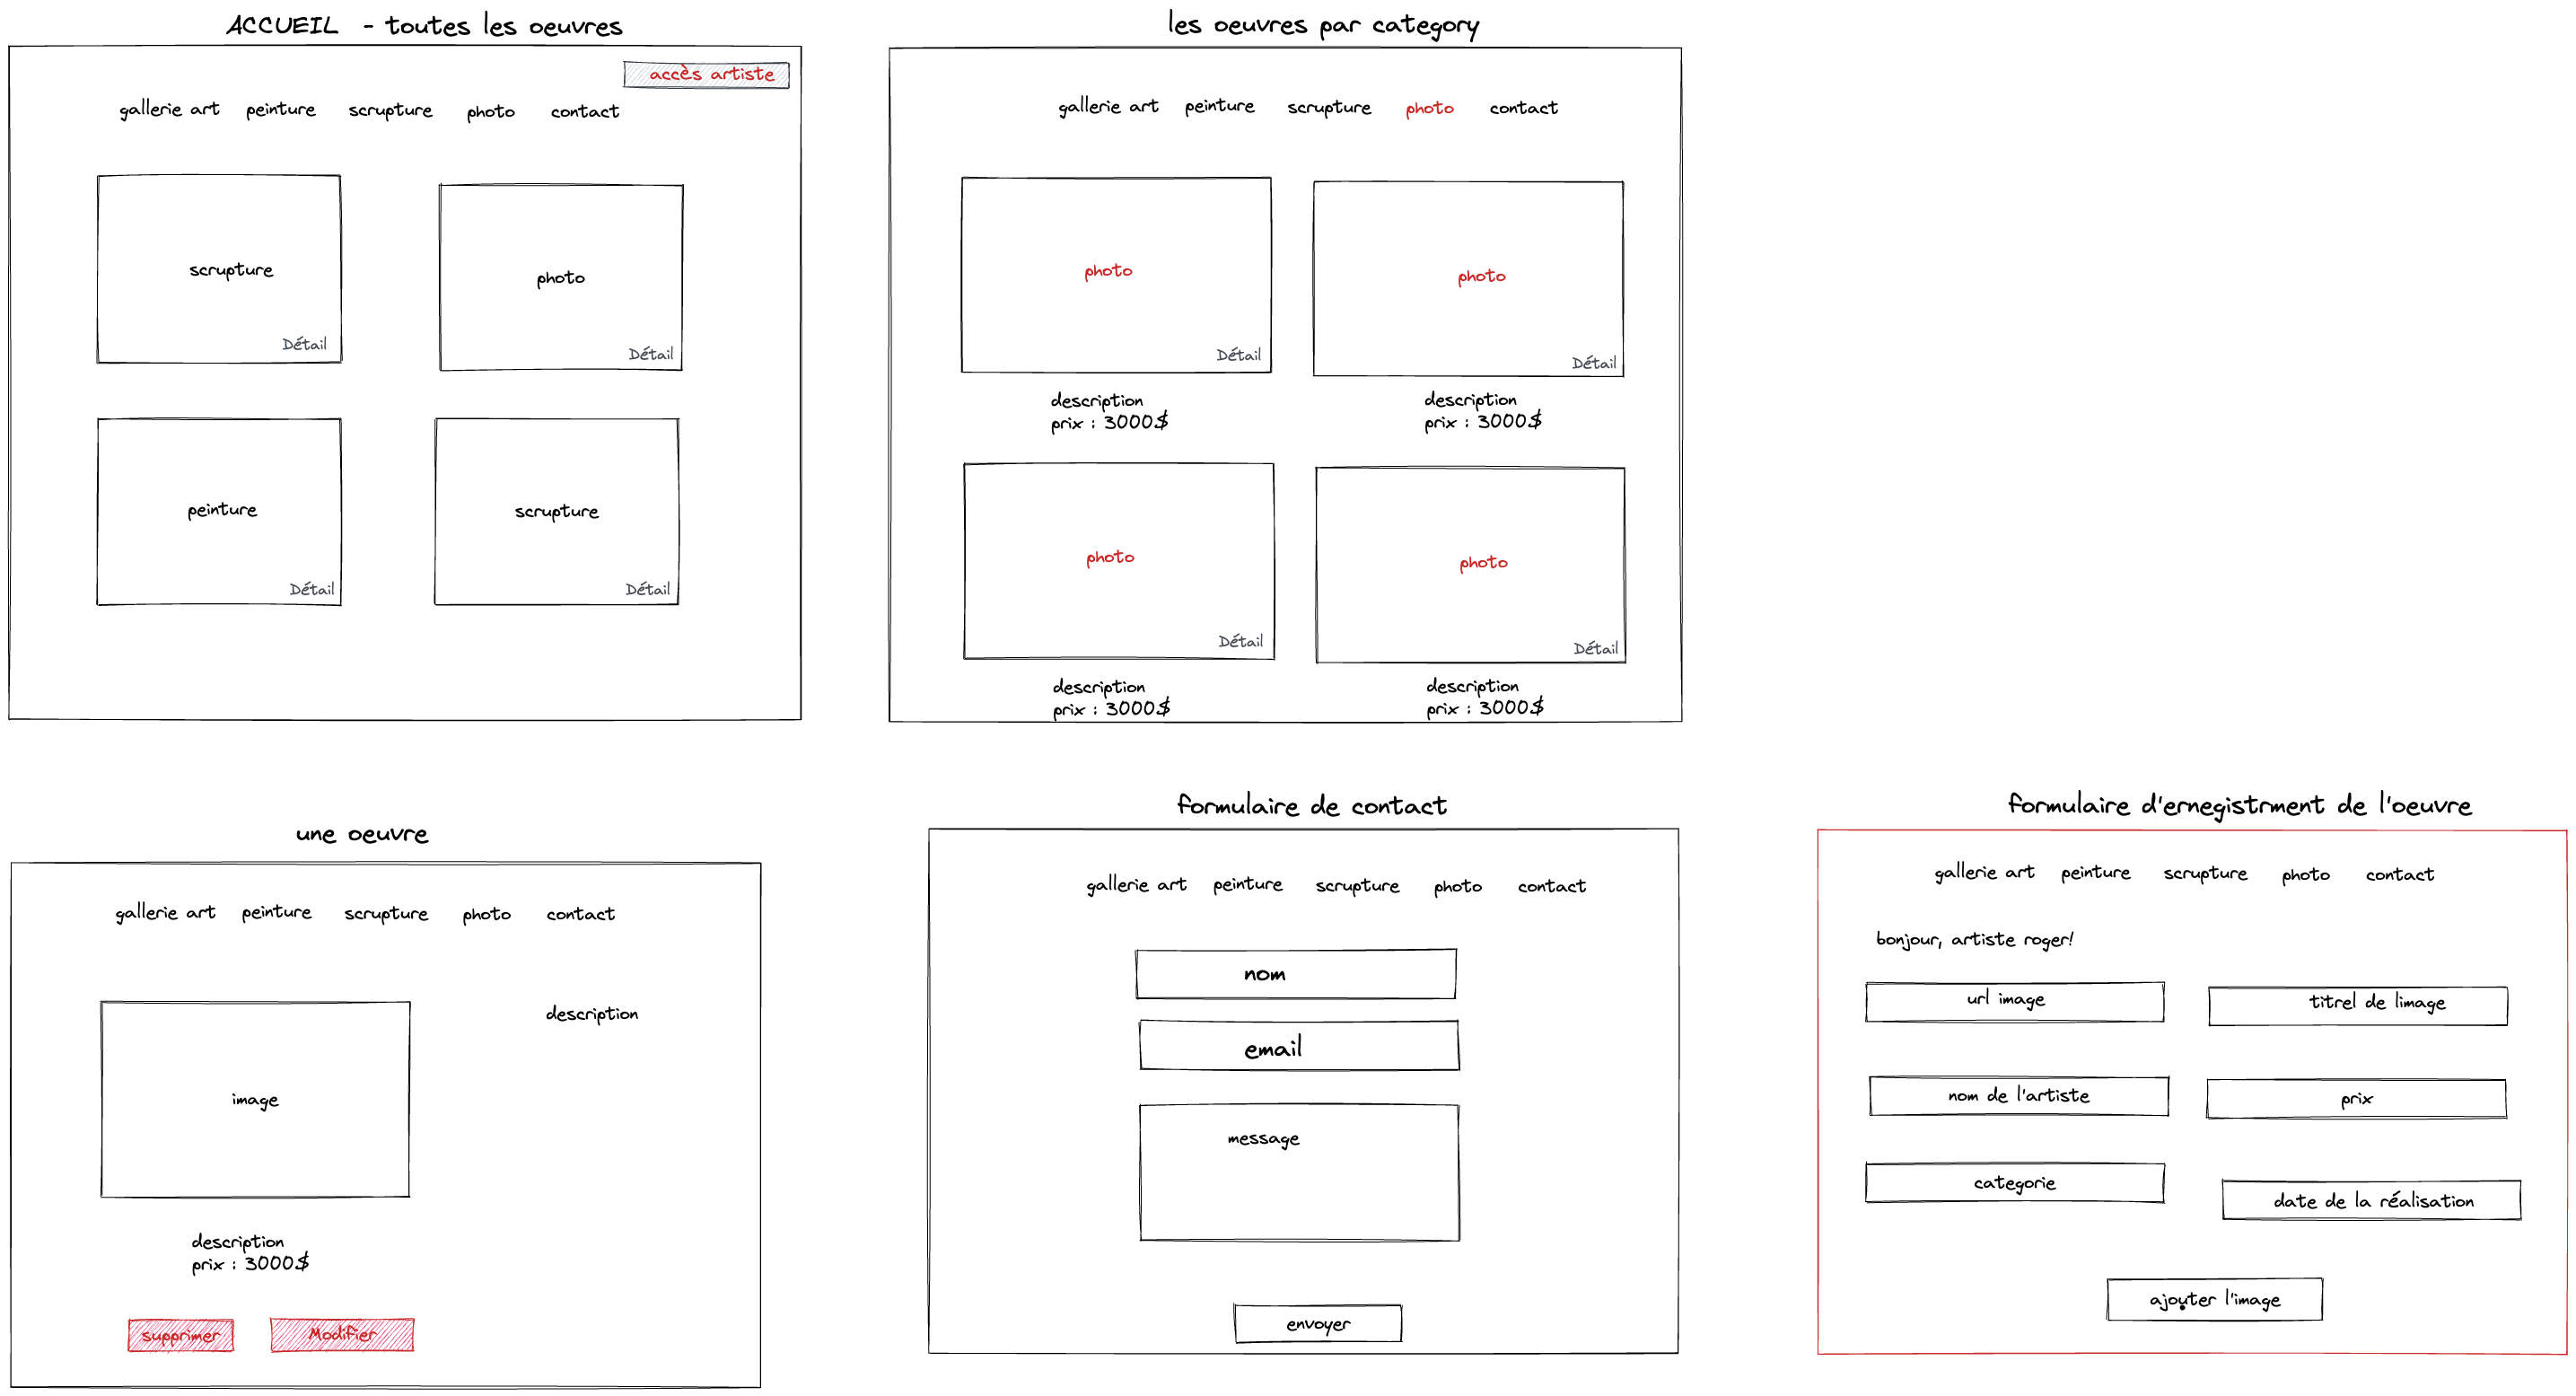 ACCUEIL - toutes les oeuvres
accès artiste
gallerie art peinture scrupture photo contact
scrupture
photo
Détail
Détail
peinture
scrupture
Détail
Détail
les oeuvres par category
gallerie art peinture scrupture photo contact
photo
photo
Détail
Détail
description
prix : 3000$
description
prix : 3000$
photo
photo
Détail
Détail
description
prix : 3000$
description
prix : 3000$
une oeuvre
gallerie art peinture scrupture photo contact
image
description
description
prix : 3000$
supprimer
Modifier
formulaire de contact
gallerie art peinture scrupture photo contact
nom
email
message
envoyer
formulaire d'ernegistrment de l'oeuvre
gallerie art peinture scrupture photo contact
bonjour, artiste roger!
url image
titrel de limage
nom de l'artiste
prix
categorie
date de la réalisation
ajouter l'image